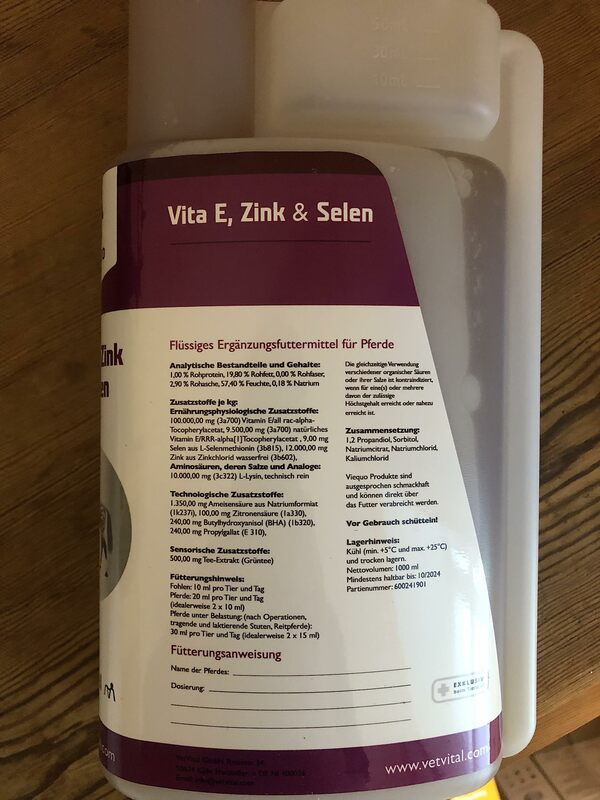 50ml
30ml
10ml
Vita E, Zink & Selen
Zink
en
Flüssiges Ergänzungsfuttermittel für Pferde
Analytische Bestandteile und Gehalte:
1,00 % Rohprotein, 19,80 % Rohfett, 0,00 % Rohfaser,
2,90 % Rohasche, 57,40 % Feuchte, 0,18 % Natrium
Zusatzstoffe je kg:
Ernährungsphysiologische Zusatzstoffe:
100.000,00 mg (3a700) Vitamin E/all rac-alpha-
Tocopherylacetat, 9.500,00 mg (3a700) natürliches
Vitamin E/RRR-alpha[1]Tocopherylacetat , 9,00 mg
Selen aus L-Selenmethionin (3b815), 12.000,00 mg
Zink aus Zinkchlorid wasserfrei (3b602),
Aminosäuren, deren Salze und Analoge:
10.000,00 mg (3c322) L-Lysin, technisch rein
Technologische Zusatzstoffe:
1.350,00 mg Ameisensäure aus Natriumformiat
(1k237i), 100,00 mg Zitronensäure (1a330),
240,00 mg Butylhydroxyanisol (BHA) (1b320),
240,00 mg Propylgallat (E 310),
Sensorische Zusatzstoffe:
500,00 mg Tee-Extrakt (Grüntee)
Fütterungshinweis:
Fohlen: 10 ml pro Tier und Tag
Pferde: 20 ml pro Tier und Tag
(idealerweise 2 x 10 ml)
Pferde unter Belastung: (nach Operationen,
tragende und laktierende Stuten, Reitpferde):
30 ml pro Tier und Tag (idealerweise 2 x 15 ml)
Die gleichzeitige Verwendung
verschiedener organischer Säuren
oder ihrer Salze ist kontraindiziert,
wenn für eine(s) oder mehrere
davon der zulässige
Höchstgehalt erreicht oder nahezu
erreicht ist.
Zusammensetzung:
1,2 Propandiol, Sorbitol,
Natriumcitrat, Natriumchlorid,
Kaliumchlorid
Viequo Produkte sind
ausgesprochen schmackhaft
und können direkt über
das Futter verabreicht werden.
Vor Gebrauch schütteln!
Lagerhinweis:
Kühl (min. +5°C und max. +25°C)
und trocken lagern.
Nettovolumen: 1000 ml
Mindestens haltbar bis: 10/2024
Partienummer: 600241901
Fütterungsanweisung
Name der Pferdes:
Dosierung:
EXKLUSIV
beim
.com
VetVital GmbH,
www.vetvital.com